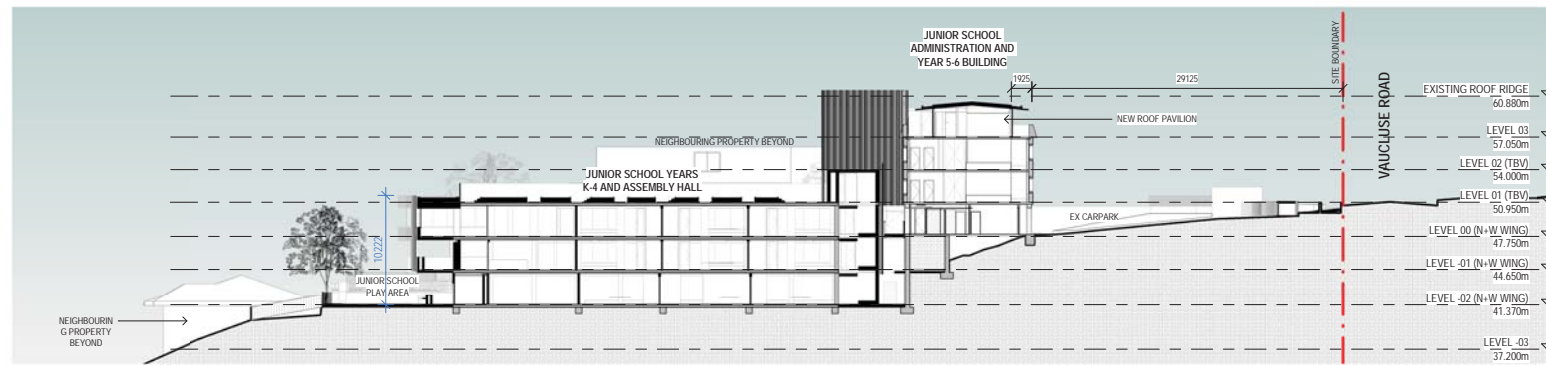 JUNIOR SCHOOL
ADMINISTRATION AND
YEAR 5-6 BUILDING
1925
29125
SITE BOUNDARY
VAUCLUSE ROAD
EXISTING ROOF RIDGE
60.880m
NEW ROOF PAVILION
LEVEL 03
57.050m
NEIGHBOURING PROPERTY BEYOND
LEVEL 02 (TBV)
54.000m
JUNIOR SCHOOL YEARS
K-4 AND ASSEMBLY HALL
LEVEL 01 (TBV)
50.950m
EX CARPARK
LEVEL 00 (N+W WING)
47.750m
10222
LEVEL -01 (N+W WING)
44.650m
JUNIOR SCHOOL
PLAY AREA
LEVEL -02 (N+W WING)
41.370m
NEIGHBOURIN
G PROPERTY
BEYOND
LEVEL -03
37.200m